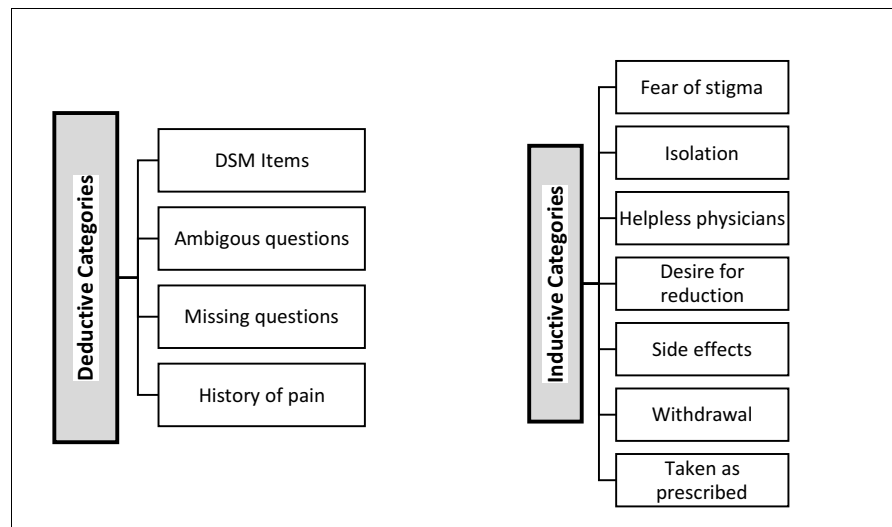 Deductive Categories
DSM Items
Ambigous questions
Missing questions
History of pain
Inductive Categories
Fear of stigma
Isolation
Helpless physicians
Desire for
reduction
Side effects
Withdrawal
Taken as
prescribed